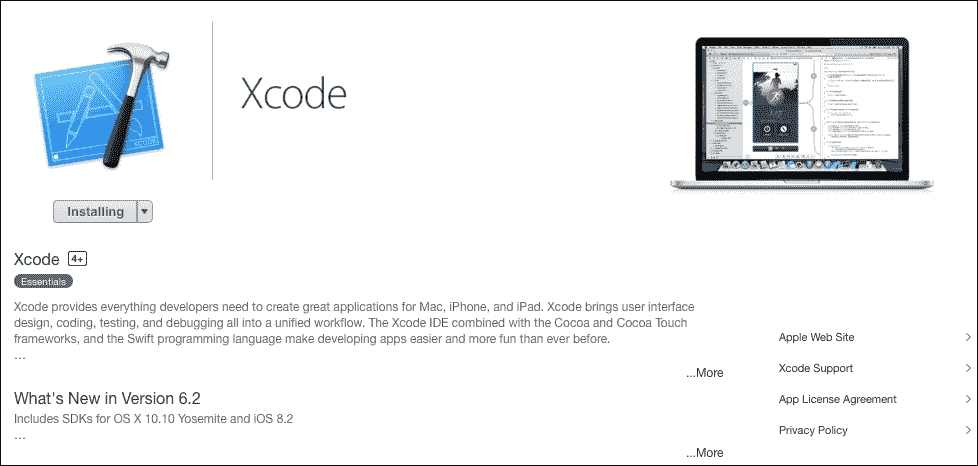 Xcode
XCODE
Installing
Xcode 4+
Essentials
Xcode provides everything developers need to create great applications for Mac, iPhone, and iPad. Xcode brings user interface
design, coding, testing, and debugging all into a unified workflow. The Xcode IDE combined with the Cocoa and Cocoa Touch
frameworks, and the Swift programming language make developing apps easier and more fun than ever before.
...
...More
What's New in Version 6.2
Includes SDKs for OS X 10.10 Yosemite and iOS 8.2
...
...More
Apple Web Site
Xcode Support
App License Agreement
Privacy Policy